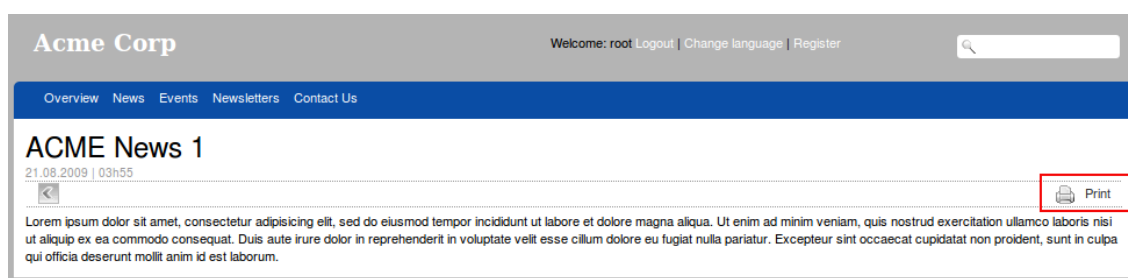 Acme Corp
Welcome: root Logout | Change language | Register
Overview News Events Newsletters Contact Us
ACME News 1
21.08.2009 | 03h55
Print
Lorem ipsum dolor sit amet, consectetur adipisicing elit, sed do eiusmod tempor incididunt ut labore et dolore magna aliqua. Ut enim ad minim veniam, quis nostrud exercitation ullamco laboris nisi
ut aliquip ex ea commodo consequat. Duis aute irure dolor in reprehenderit in voluptate velit esse cillum dolore eu fugiat nulla pariatur. Excepteur sint occaecat cupidatat non proident, sunt in culpa
qui officia deserunt mollit anim id est laborum.